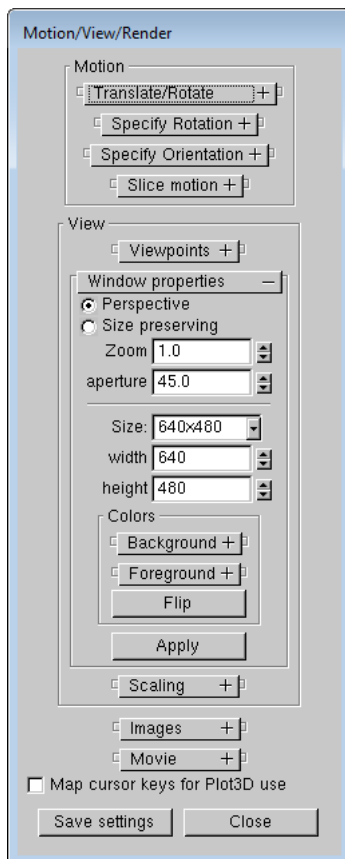 Motion/View/Render
Motion
Translate/Rotate +
Specify Rotation +
Specify Orientation +
Slice motion +
View
Viewpoints +
Window properties −
Perspective
Size preserving
Zoom 1.0
aperture 45.0
Size: 640x480
width 640
height 480
Colors
Background +
Foreground +
Flip
Apply
Scaling +
Images +
Movie +
Map cursor keys for Plot3D use
Save settings Close